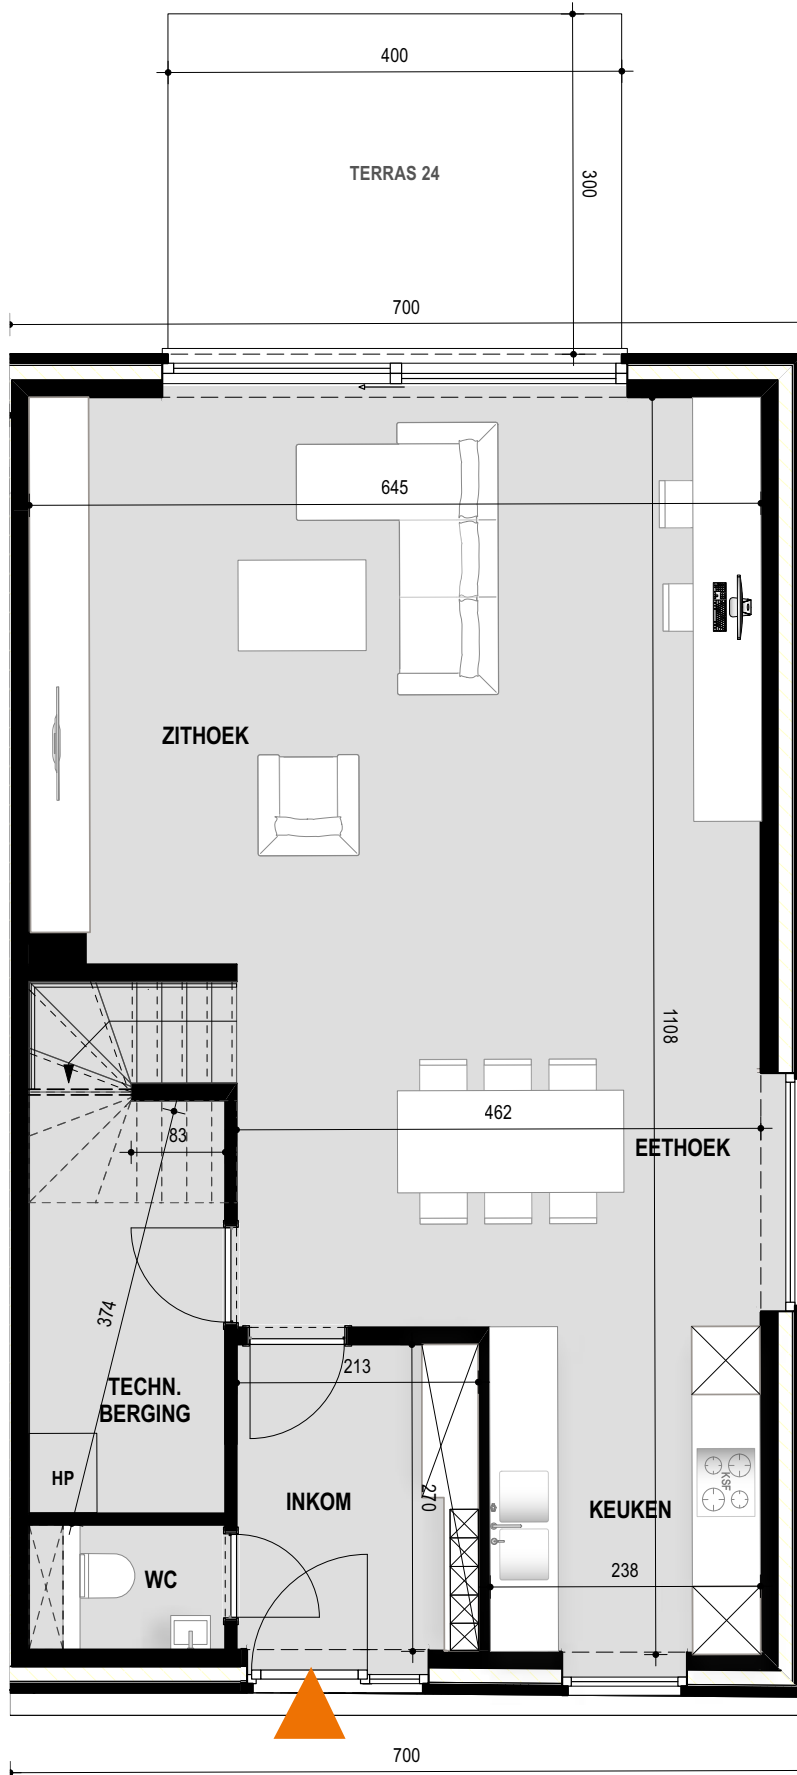 400
TERRAS 24
300
700
645
ZITHOEK
1108
462
EETHOEK
83
374
213
TECHN.
BERGING
HP
270
INKOM
KSF
KEUKEN
WC
238
700